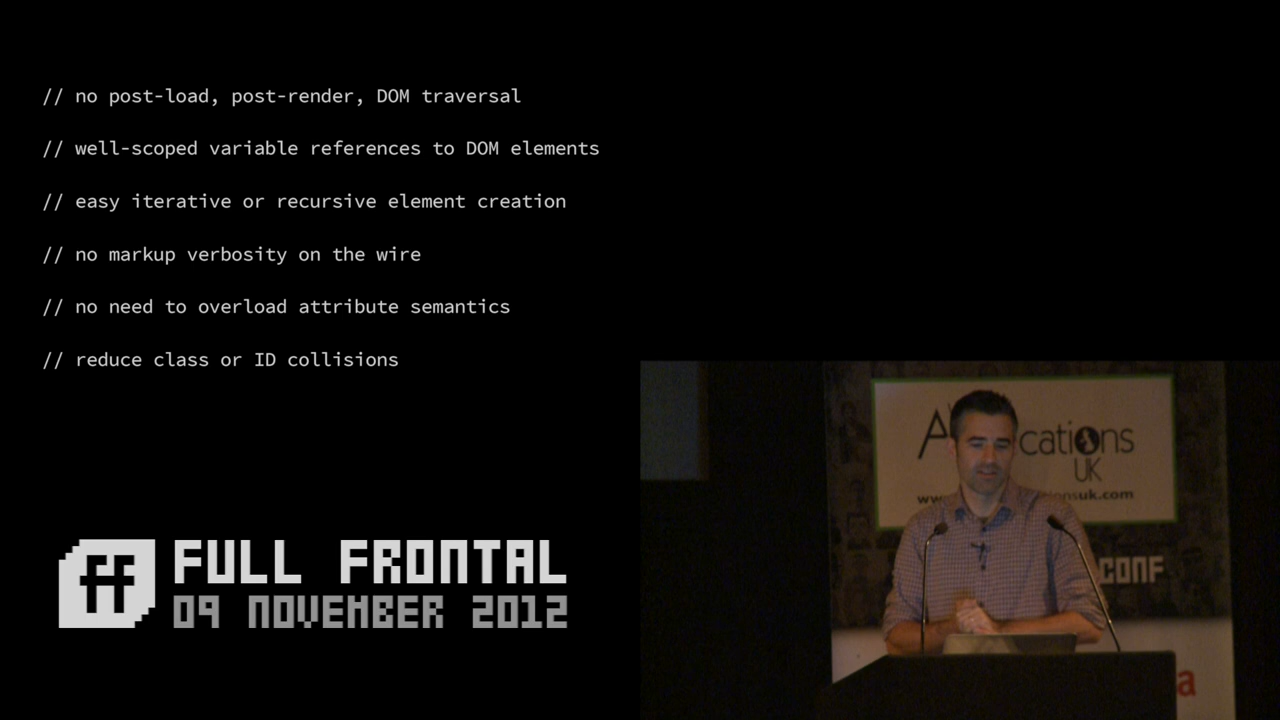 // no post-load, post-render, DOM traversal
// well-scoped variable references to DOM elements
// easy iterative or recursive element creation
// no markup verbosity on the wire
// no need to overload attribute semantics
// reduce class or ID collisions
ff FULL FRONTAL
09 NOVEMBER 2012
cations
UK
CONF